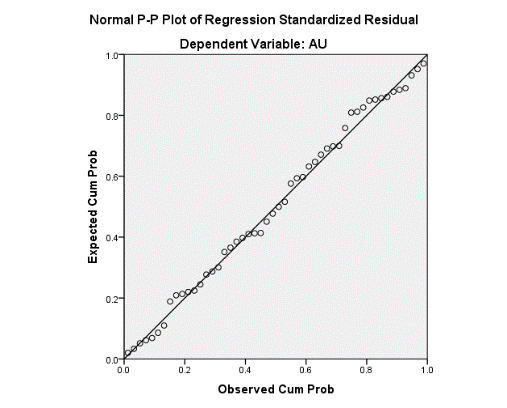 Normal P-P Plot of Regression Standardized Residual
Dependent Variable: AU
1.0
0.8
0.6
0.4
0.2
0.0
Expected Cum Prob
0.0 0.2 0.4 0.6 0.8 1.0
Observed Cum Prob